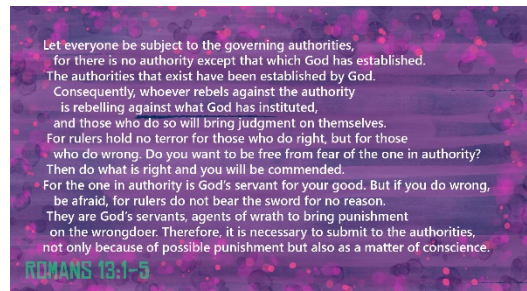 Let everyone be subject to the governing authorities,
for there is no authority except that which God has established.
The authorities that exist have been established by God.
Consequently, whoever rebels against the authority
is rebelling against what God has instituted,
and those who do so will bring judgment on themselves.
For rulers hold no terror for those who do right, but for those
who do wrong. Do you want to be free from fear of the one in authority?
Then do what is right and you will be commended.
For the one in authority is God's servant for your good. But if you do wrong,
be afraid, for rulers do not bear the sword for no reason.
They are God's servants, agents of wrath to bring punishment
on the wrongdoer. Therefore, it is necessary to submit to the authorities,
not only because of possible punishment but also as a matter of conscience.
ROMANS 13:1-5